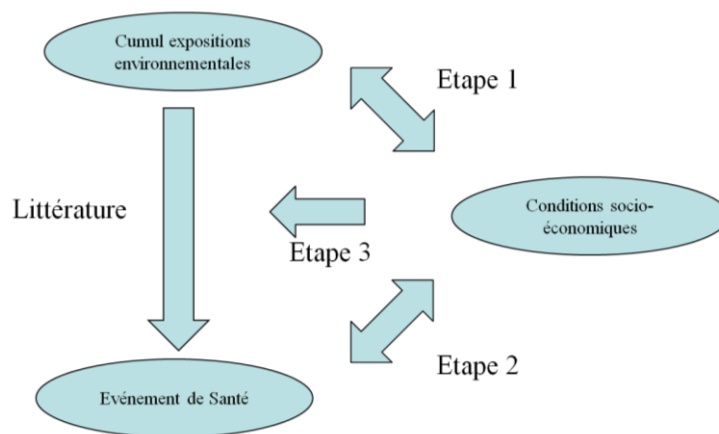 Cumul expositions
environnementales
Etape 1
Littérature
Conditions socio-
économiques
Etape 3
Etape 2
Evénement de Santé